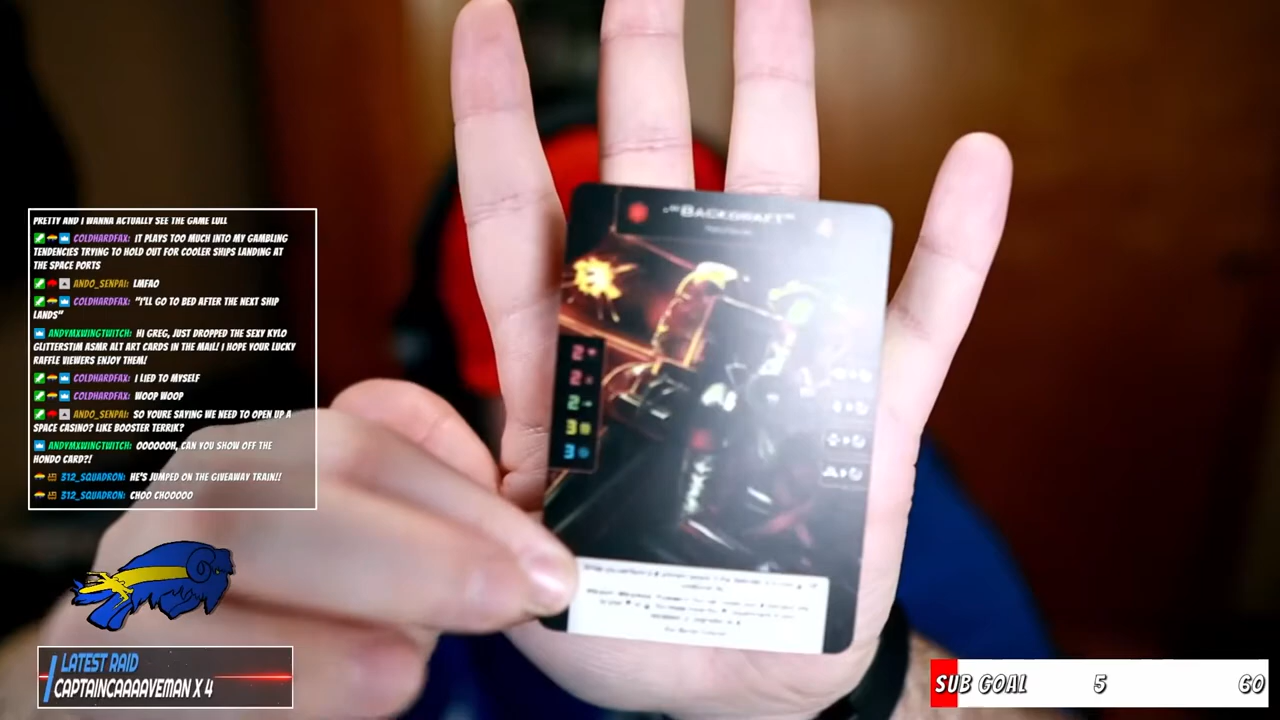 PRETTY AND I WANNA ACTUALLY SEE THE GAME LULL
COLDHARDFAX: IT PLAYS TOO MUCH INTO MY GAMBLING
TENDENCIES TRYING TO HOLD OUT FOR COOLER SHIPS LANDING AT
THE SPACE PORTS
ANDO_SENPAI: LMFAO
COLDHARDFAX: "I'LL GO TO BED AFTER THE NEXT SHIP
LANDS"
ANDYMXWINGTWITCH: HI GREG, JUST DROPPED THE SEXY KYLO
GLITTERSTIM ASMR ALT ART CARDS IN THE MAIL! I HOPE YOUR LUCKY
RAFFLE VIEWERS ENJOY THEM!
COLDHARDFAX: I LIED TO MYSELF
COLDHARDFAX: WOOP WOOP
ANDO_SENPAI: SO YOURE SAYING WE NEED TO OPEN UP A
SPACE CASINO? LIKE BOOSTER TERRIK?
ANDYMXWINGTWITCH: OOOOOOH, CAN YOU SHOW OFF THE
HONDO CARD?!
312_SQUADRON: HE'S JUMPED ON THE GIVEAWAY TRAIN!!
312_SQUADRON: CHOO CHOOOOO
"BACKDRAFT"
4
2
2
2
3
3
LATEST RAID
CAPTAINCAAAAVEMAN X 4
SUB GOAL 5 60